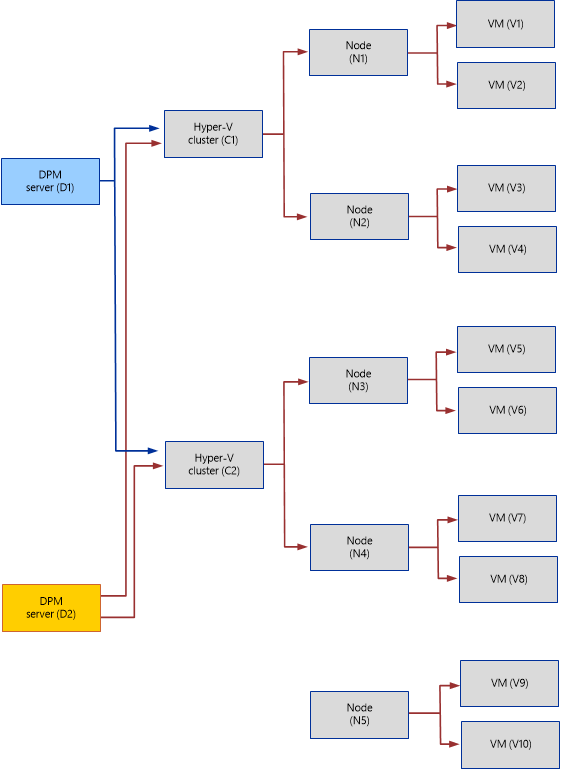 DPM
server (D1)
DPM
server (D2)
Hyper-V
cluster (C1)
Hyper-V
cluster (C2)
Node
(N1)
Node
(N2)
Node
(N3)
Node
(N4)
Node
(N5)
VM (V1)
VM (V2)
VM (V3)
VM (V4)
VM (V5)
VM (V6)
VM (V7)
VM (V8)
VM (V9)
VM (V10)